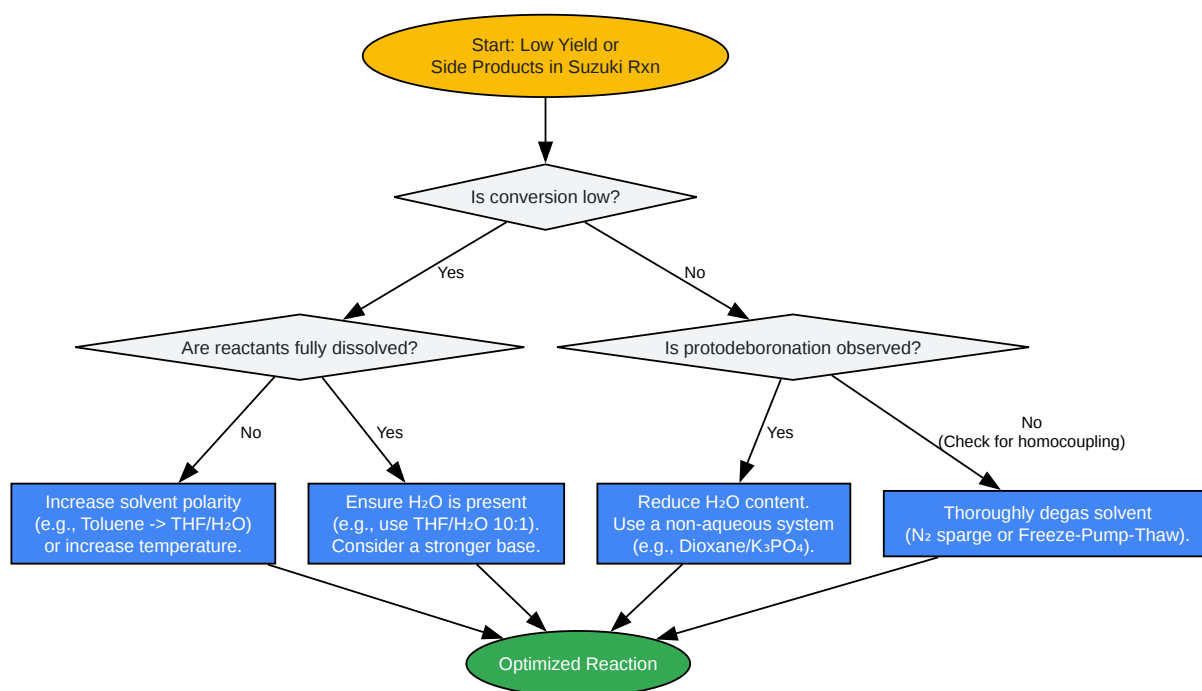 Start: Low Yield or
Side Products in Suzuki Rxn
Is conversion low?
Yes
No
Are reactants fully dissolved?
Is protodeboronation observed?
No
Yes
Yes
No
(Check for homocoupling)
Increase solvent polarity
(e.g., Toluene -> THF/H₂O)
or increase temperature.
Ensure H₂O is present
(e.g., use THF/H₂O 10:1).
Consider a stronger base.
Reduce H₂O content.
Use a non-aqueous system
(e.g., Dioxane/K₃PO₄).
Thoroughly degas solvent
(N₂ sparge or Freeze-Pump-Thaw).
Optimized Reaction